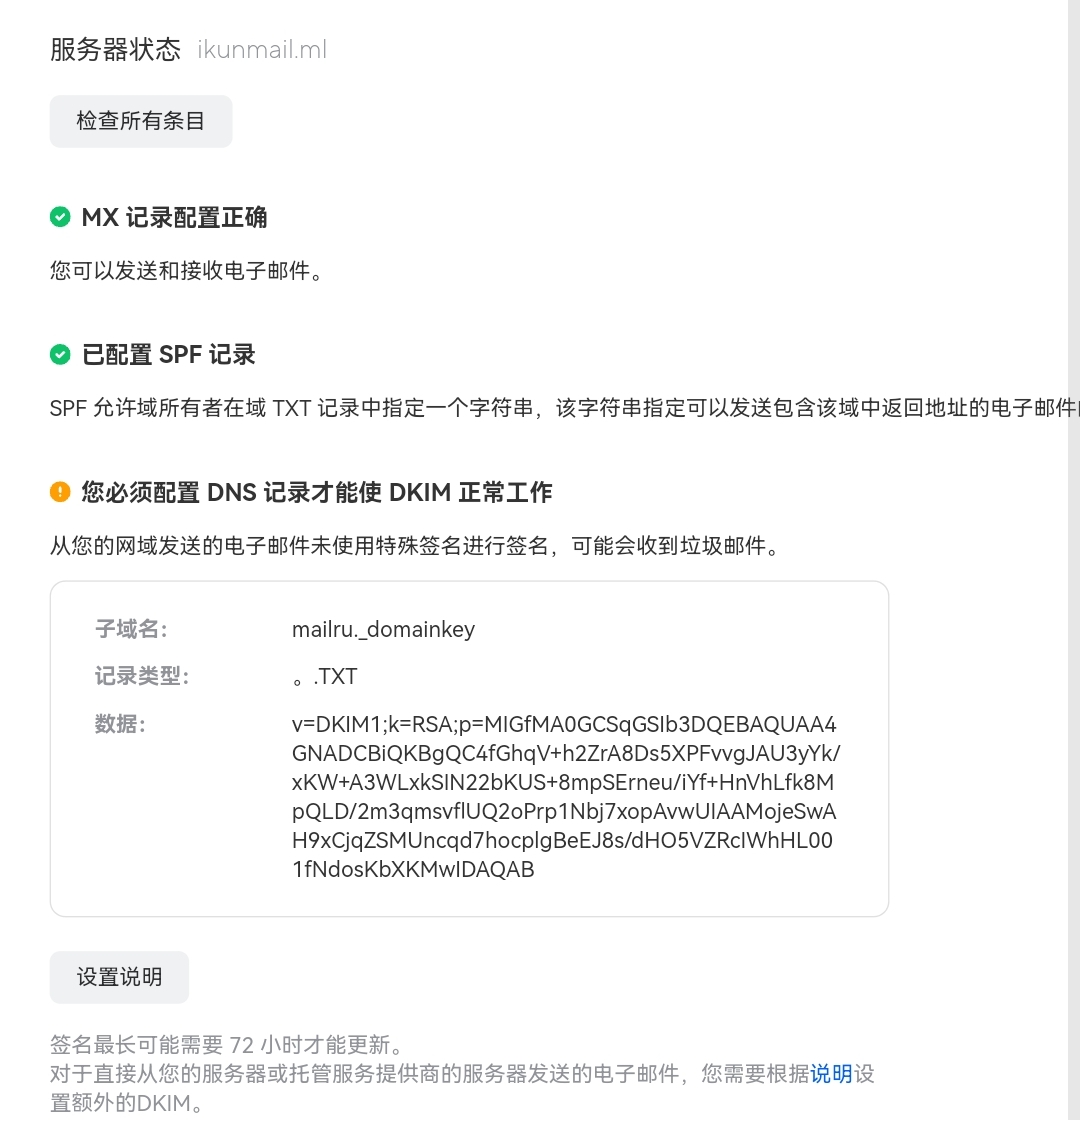 服务器状态 ikunmail.ml
检查所有条目
MX 记录配置正确
您可以发送和接收电子邮件。
已配置 SPF 记录
SPF 允许域所有者在域 TXT 记录中指定一个字符串，该字符串指定可以发送包含该域中返回地址的电子邮件
您必须配置 DNS 记录才能使 DKIM 正常工作
从您的网域发送的电子邮件未使用特殊签名进行签名，可能会收到垃圾邮件。
子域名: mailru._domainkey
记录类型: 。.TXT
数据: v=DKIM1;k=RSA;p=MIGfMA0GCSqGSIb3DQEBAQUAA4
GNADCBiQKBgQC4fGhqV+h2ZrA8Ds5XPFvvgJAU3yYk/
xKW+A3WLxkSIN22bKUS+8mpSErneu/iYf+HnVhLfk8M
pQLD/2m3qmsvflUQ2oPrp1Nbj7xopAvwUIAAMojeSwA
H9xCjqZSMUncqd7hocplgBeEJ8s/dHO5VZRcIWhHL00
1fNdosKbXKMwIDAQAB
设置说明
签名最长可能需要 72 小时才能更新。
对于直接从您的服务器或托管服务提供商的服务器发送的电子邮件，您需要根据说明设
置额外的DKIM。